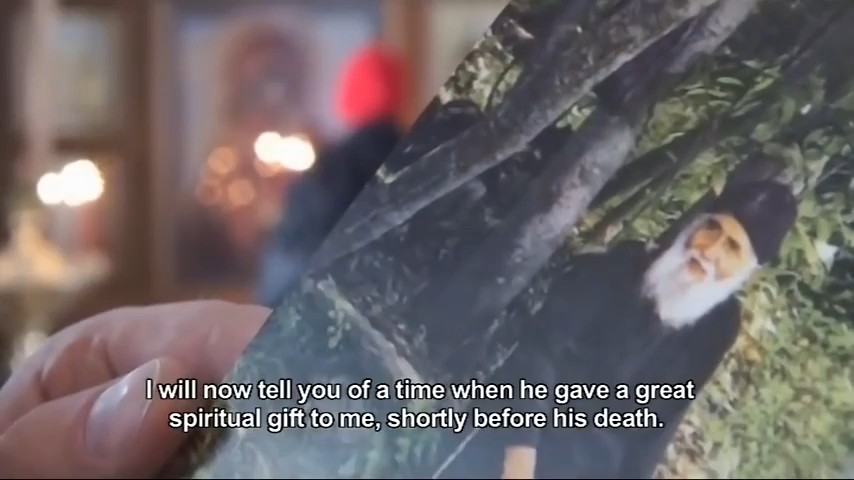 I will now tell you of a time when he gave a great
spiritual gift to me, shortly before his death.